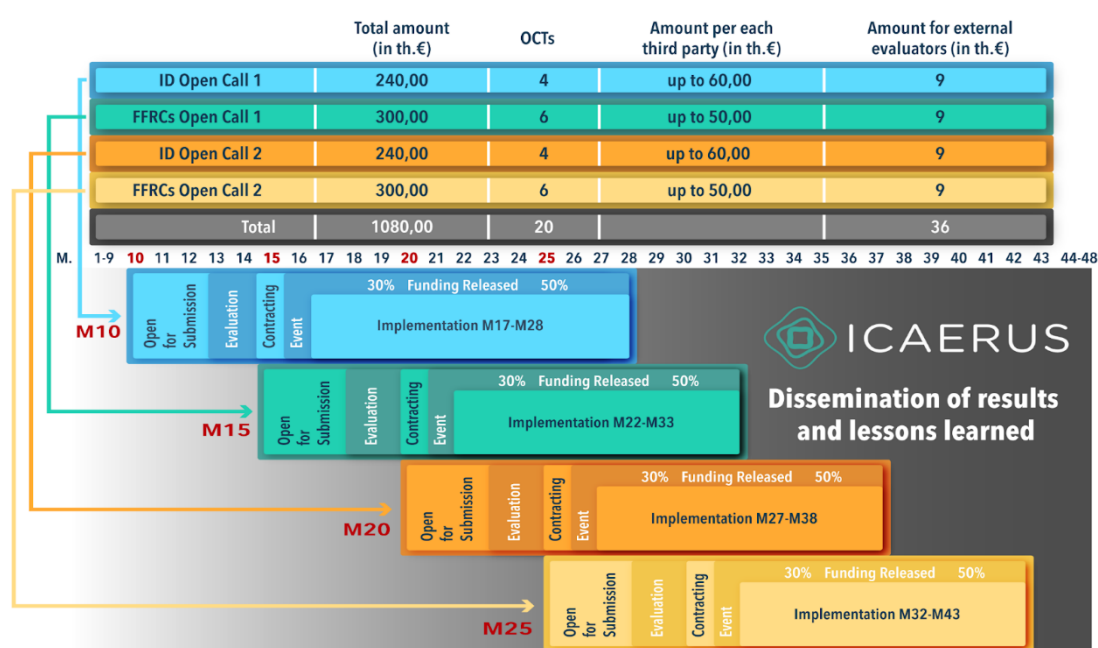 Total amount
(in th.€)
OCTs
Amount per each
third party (in th.€)
Amount for external
evaluators (in th.€)
ID Open Call 1 240,00 4 up to 60,00 9
FFRCs Open Call 1 300,00 6 up to 50,00 9
ID Open Call 2 240,00 4 up to 60,00 9
FFRCs Open Call 2 300,00 6 up to 50,00 9
Total 1080,00 20 36
M. 1-9 10 11 12 13 14 15 16 17 18 19 20 21 22 23 24 25 26 27 28 29 30 31 32 33 34 35 36 37 38 39 40 41 42 43 44-48
M10
Open
for
Submission
Evaluation
Contracting
Event
30% Funding Released 50%
Implementation M17-M28
ICAERUS
Dissemination of results
and lessons learned
M15
Open
for
Submission
Evaluation
Contracting
Event
30% Funding Released 50%
Implementation M22-M33
M20
Open
for
Submission
Evaluation
Contracting
Event
30% Funding Released 50%
Implementation M27-M38
M25
Open
for
Submission
Evaluation
Contracting
Event
30% Funding Released 50%
Implementation M32-M43